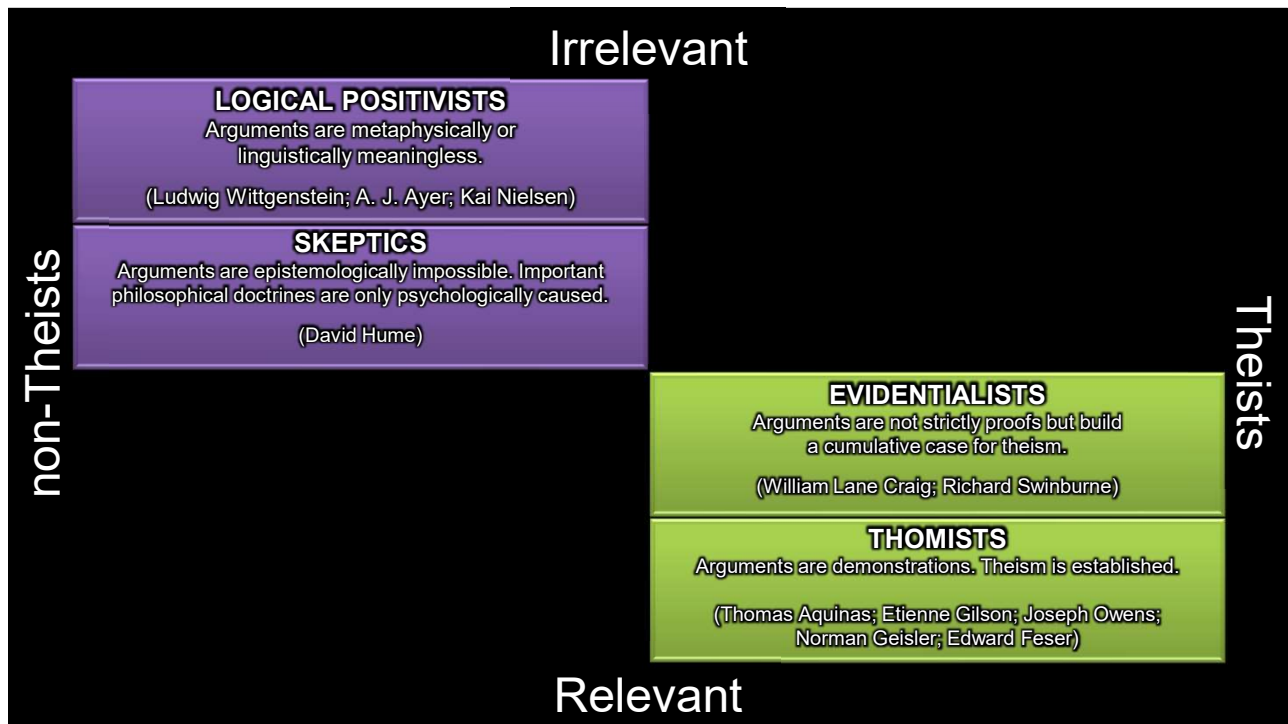 Irrelevant
LOGICAL POSITIVISTS
Arguments are metaphysically or
linguistically meaningless.
(Ludwig Wittgenstein; A. J. Ayer; Kai Nielsen)
SKEPTICS
Arguments are epistemologically impossible. Important
philosophical doctrines are only psychologically caused.
(David Hume)
non-Theists
Theists
EVIDENTIALISTS
Arguments are not strictly proofs but build
a cumulative case for theism.
(William Lane Craig; Richard Swinburne)
THOMISTS
Arguments are demonstrations. Theism is established.
(Thomas Aquinas; Etienne Gilson; Joseph Owens;
Norman Geisler; Edward Feser)
Relevant